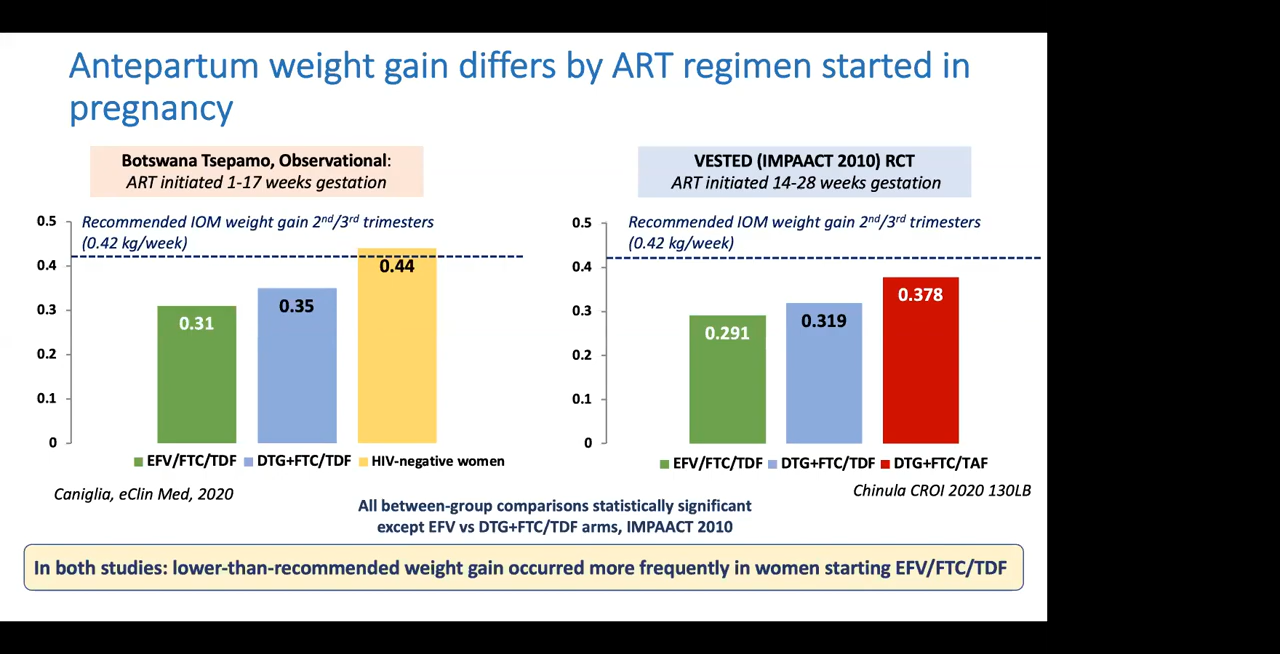 Antepartum weight gain differs by ART regimen started in
pregnancy
Botswana Tsepamo, Observational:
ART initiated 1-17 weeks gestation
0.5
0.4
0.3
0.2
0.1
0
Recommended IOM weight gain 2nd/3rd trimesters
(0.42 kg/week)
0.31
0.35
0.44
EFV/FTC/TDF
DTG+FTC/TDF
HIV-negative women
Caniglia, eClin Med, 2020
VESTED (IMPAACT 2010) RCT
ART initiated 14-28 weeks gestation
0.5
0.4
0.3
0.2
0.1
0
Recommended IOM weight gain 2nd/3rd trimesters
(0.42 kg/week)
0.291
0.319
0.378
EFV/FTC/TDF
DTG+FTC/TDF
DTG+FTC/TAF
Chinula CROI 2020 130LB
All between-group comparisons statistically significant
except EFV vs DTG+FTC/TDF arms, IMPAACT 2010
In both studies: lower-than-recommended weight gain occurred more frequently in women starting EFV/FTC/TDF